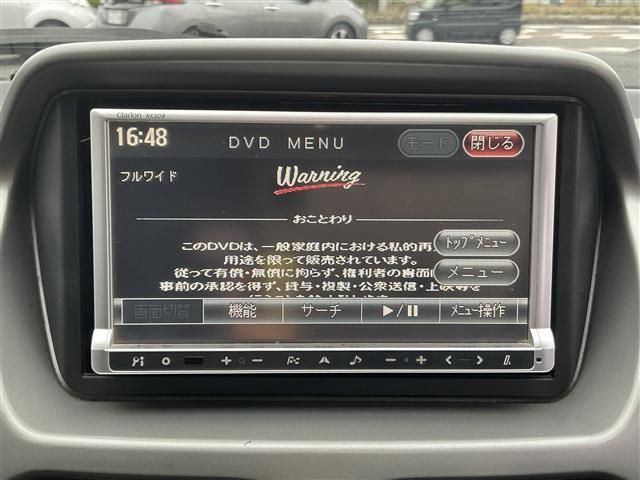 clarion NX309
16:48 DVD MENU モード 閉じる
フルワイド
Warning
おことわり
このDVDは、一般家庭内における私的再
用途を限って販売されています。
従って有償・無償に拘らず、権利者の書面
事前の承認を得ず、貸与・複製・公衆送信・上映等を
トップメニュー
メニュー
画面切替 機能 サーチ ▶/II メニュー操作